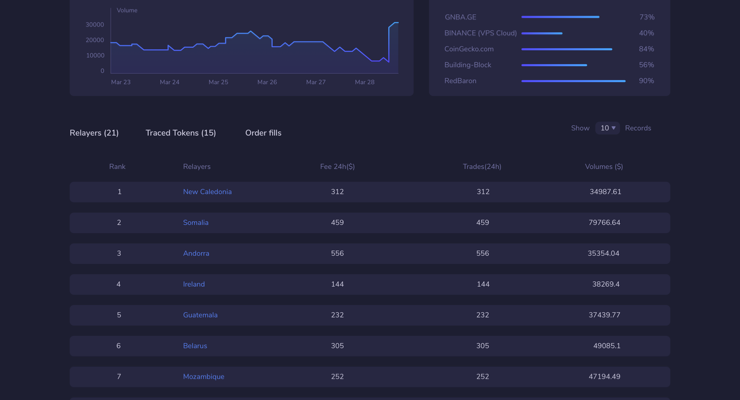 Volume
30000
20000
10000
0
Mar 23 Mar 24 Mar 25 Mar 26 Mar 27 Mar 28
GNBA.GE 73%
BINANCE (VPS Cloud) 40%
CoinGecko.com 84%
Building-Block 56%
RedBaron 90%
Relayers (21) Traced Tokens (15) Order fills Show 10 Records
Rank Relayers Fee 24h($) Trades(24h) Volumes ($)
1 New Caledonia 312 312 34987.61
2 Somalia 459 459 79766.64
3 Andorra 556 556 35354.04
4 Ireland 144 144 38269.4
5 Guatemala 232 232 37439.77
6 Belarus 305 305 49085.1
7 Mozambique 252 252 47194.49